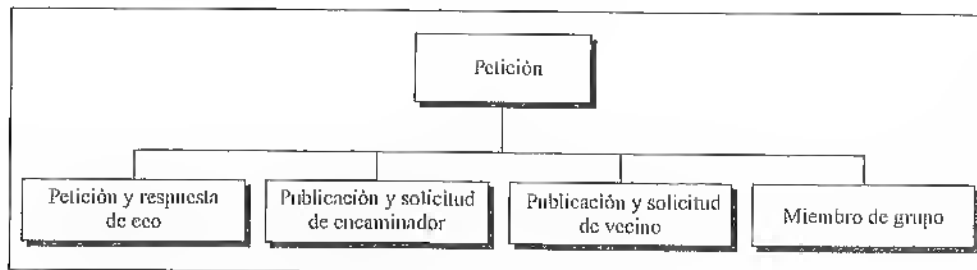 Petición
Petición y respuesta
de eco
Publicación y solicitud
de encaminador
Publicación y solicitud
de vecino
Miembro de grupo